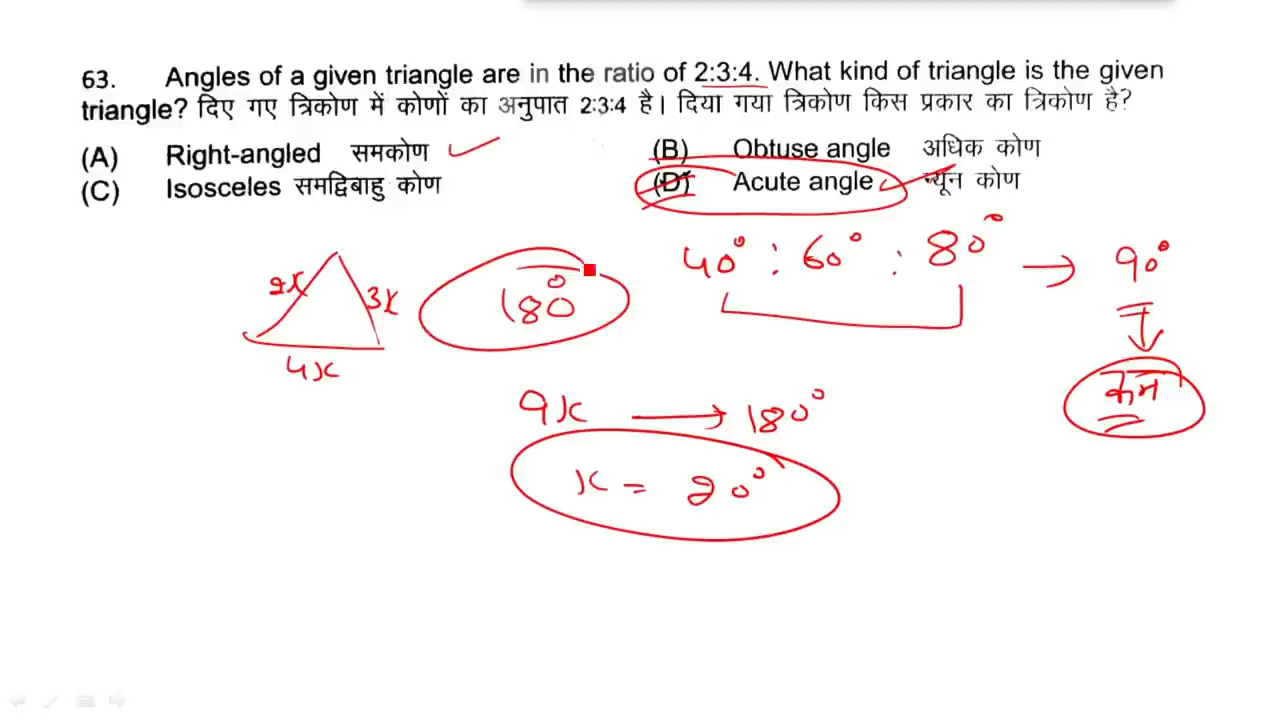 63. Angles of a given triangle are in the ratio of 2:3:4. What kind of triangle is the given
triangle? दिए गए त्रिकोण में कोणों का अनुपात 2:3:4 है। दिया गया त्रिकोण किस प्रकार का त्रिकोण है?
(A) Right-angled समकोण (B) Obtuse angle अधिक कोण
(C) Isosceles समद्विबाहु कोण (D) Acute angle न्यून कोण
40° : 60° : 80° → 90°
2x 3x 180°
4x
कम
9x → 180°
x = 20°